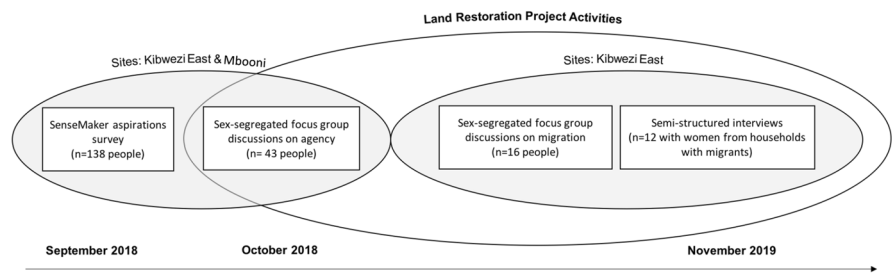 Land Restoration Project Activities
Sites: Kibwezi East & Mbooni
Sites: Kibwezi East
SenseMaker aspirations
survey
(n=138 people)
Sex-segregated focus group
discussions on agency
(n= 43 people)
Sex-segregated focus group
discussions on migration
(n=16 people)
Semi-structured interviews
(n=12 with women from households
with migrants)
September 2018
October 2018
November 2019